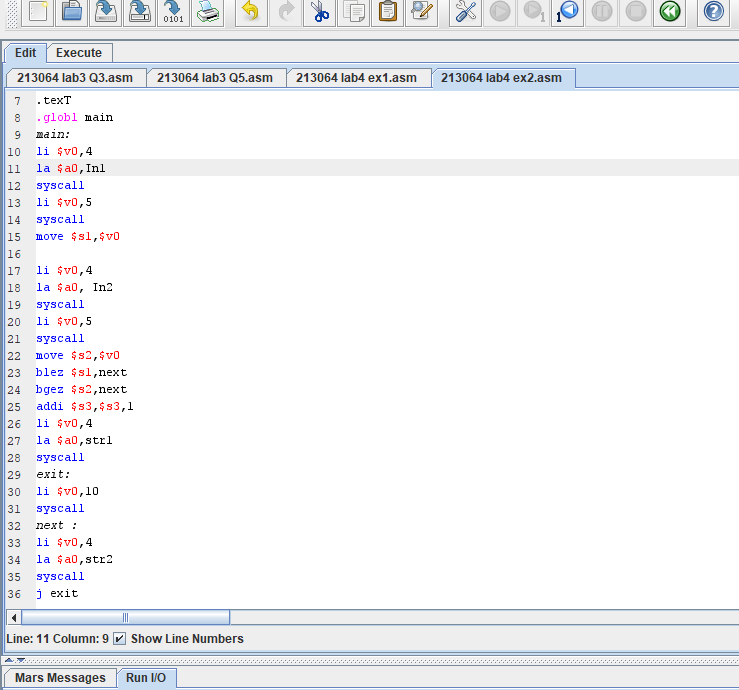 0101
1
1
?
Edit Execute
213064 lab3 Q3.asm 213064 lab3 Q5.asm 213064 lab4 ex1.asm 213064 lab4 ex2.asm
7 .texT
8 .globl main
9 main:
10 li $v0,4
11 la $a0,In1
12 syscall
13 li $v0,5
14 syscall
15 move $s1,$v0
16
17 li $v0,4
18 la $a0, In2
19 syscall
20 li $v0,5
21 syscall
22 move $s2,$v0
23 blez $s1,next
24 bgez $s2,next
25 addi $s3,$s3,1
26 li $v0,4
27 la $a0,str1
28 syscall
29 exit:
30 li $v0,10
31 syscall
32 next :
33 li $v0,4
34 la $a0,str2
35 syscall
36 j exit
Line: 11 Column: 9 Show Line Numbers
Mars Messages Run I/O